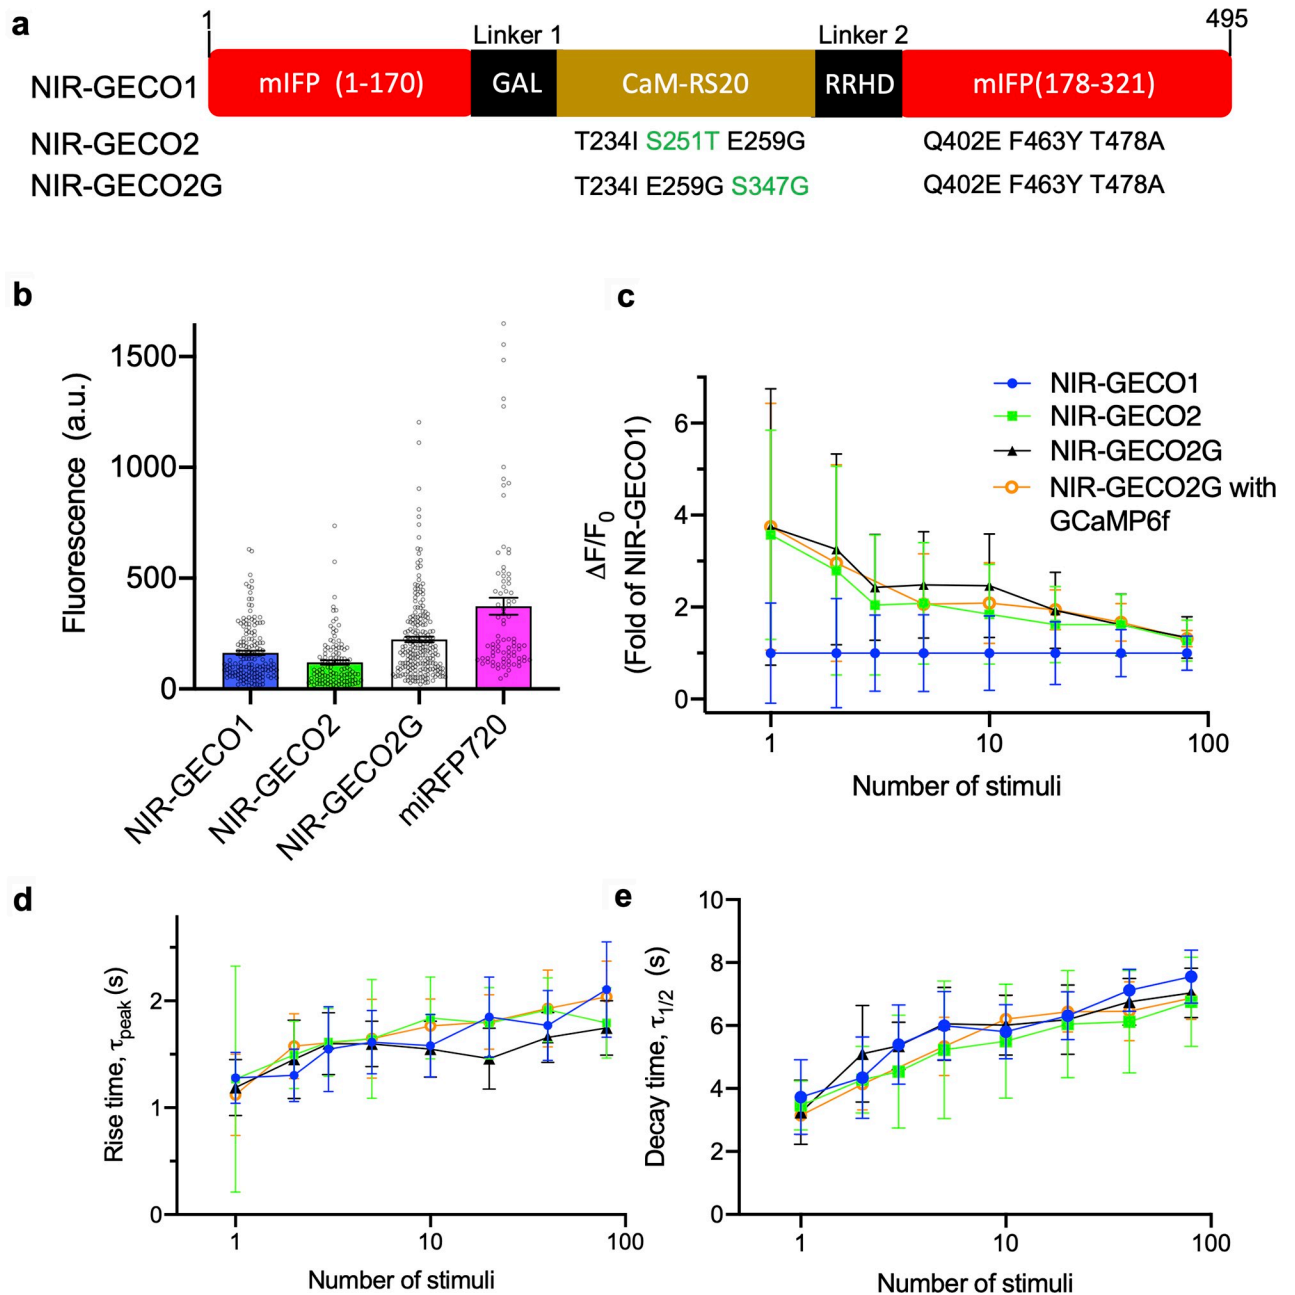 a
1
495
Linker 1
Linker 2
NIR-GECO1
mIFP (1-170)
GAL
CaM-RS20
RRHD
mIFP(178-321)
NIR-GECO2
T234I S251T E259G
Q402E F463Y T478A
NIR-GECO2G
T234I E259G S347G
Q402E F463Y T478A
b
Fluorescence (a.u.)
1500
1000
500
0
NIR-GECO1
NIR-GECO2
NIR-GECO2G
miRFP720
c
ΔF/F0
(Fold of NIR-GECO1)
6
4
2
0
1
10
100
Number of stimuli
NIR-GECO1
NIR-GECO2
NIR-GECO2G
NIR-GECO2G with
GCaMP6f
d
Rise time, τpeak (s)
2
1
0
1
10
100
Number of stimuli
e
Decay time, τ1/2 (s)
10
8
6
4
2
0
1
10
100
Number of stimuli